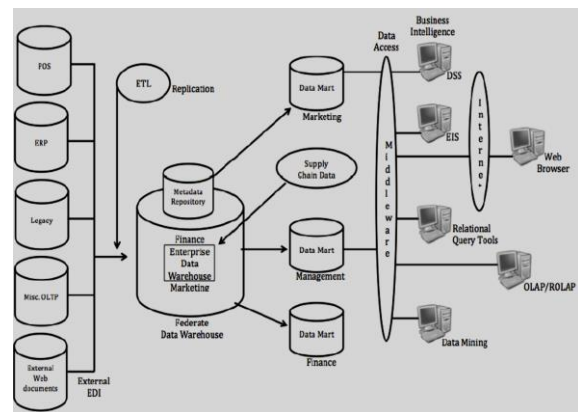 FOS
ERP
Legacy
Misc. OLTP
External
Web
documents
External
EDI
ETL
Replication
Metadata
Repository
Finance
Enterprise
Data
Warehouse
Marketing
Federate
Data Warehouse
Data Mart
Marketing
Supply
Chain Data
Data Mart
Management
Data Mart
Finance
Data
Access
Middleware
Business
Intelligence
DSS
EIS
Relational
Query Tools
OLAP/ROLAP
Data Mining
Web
Browser